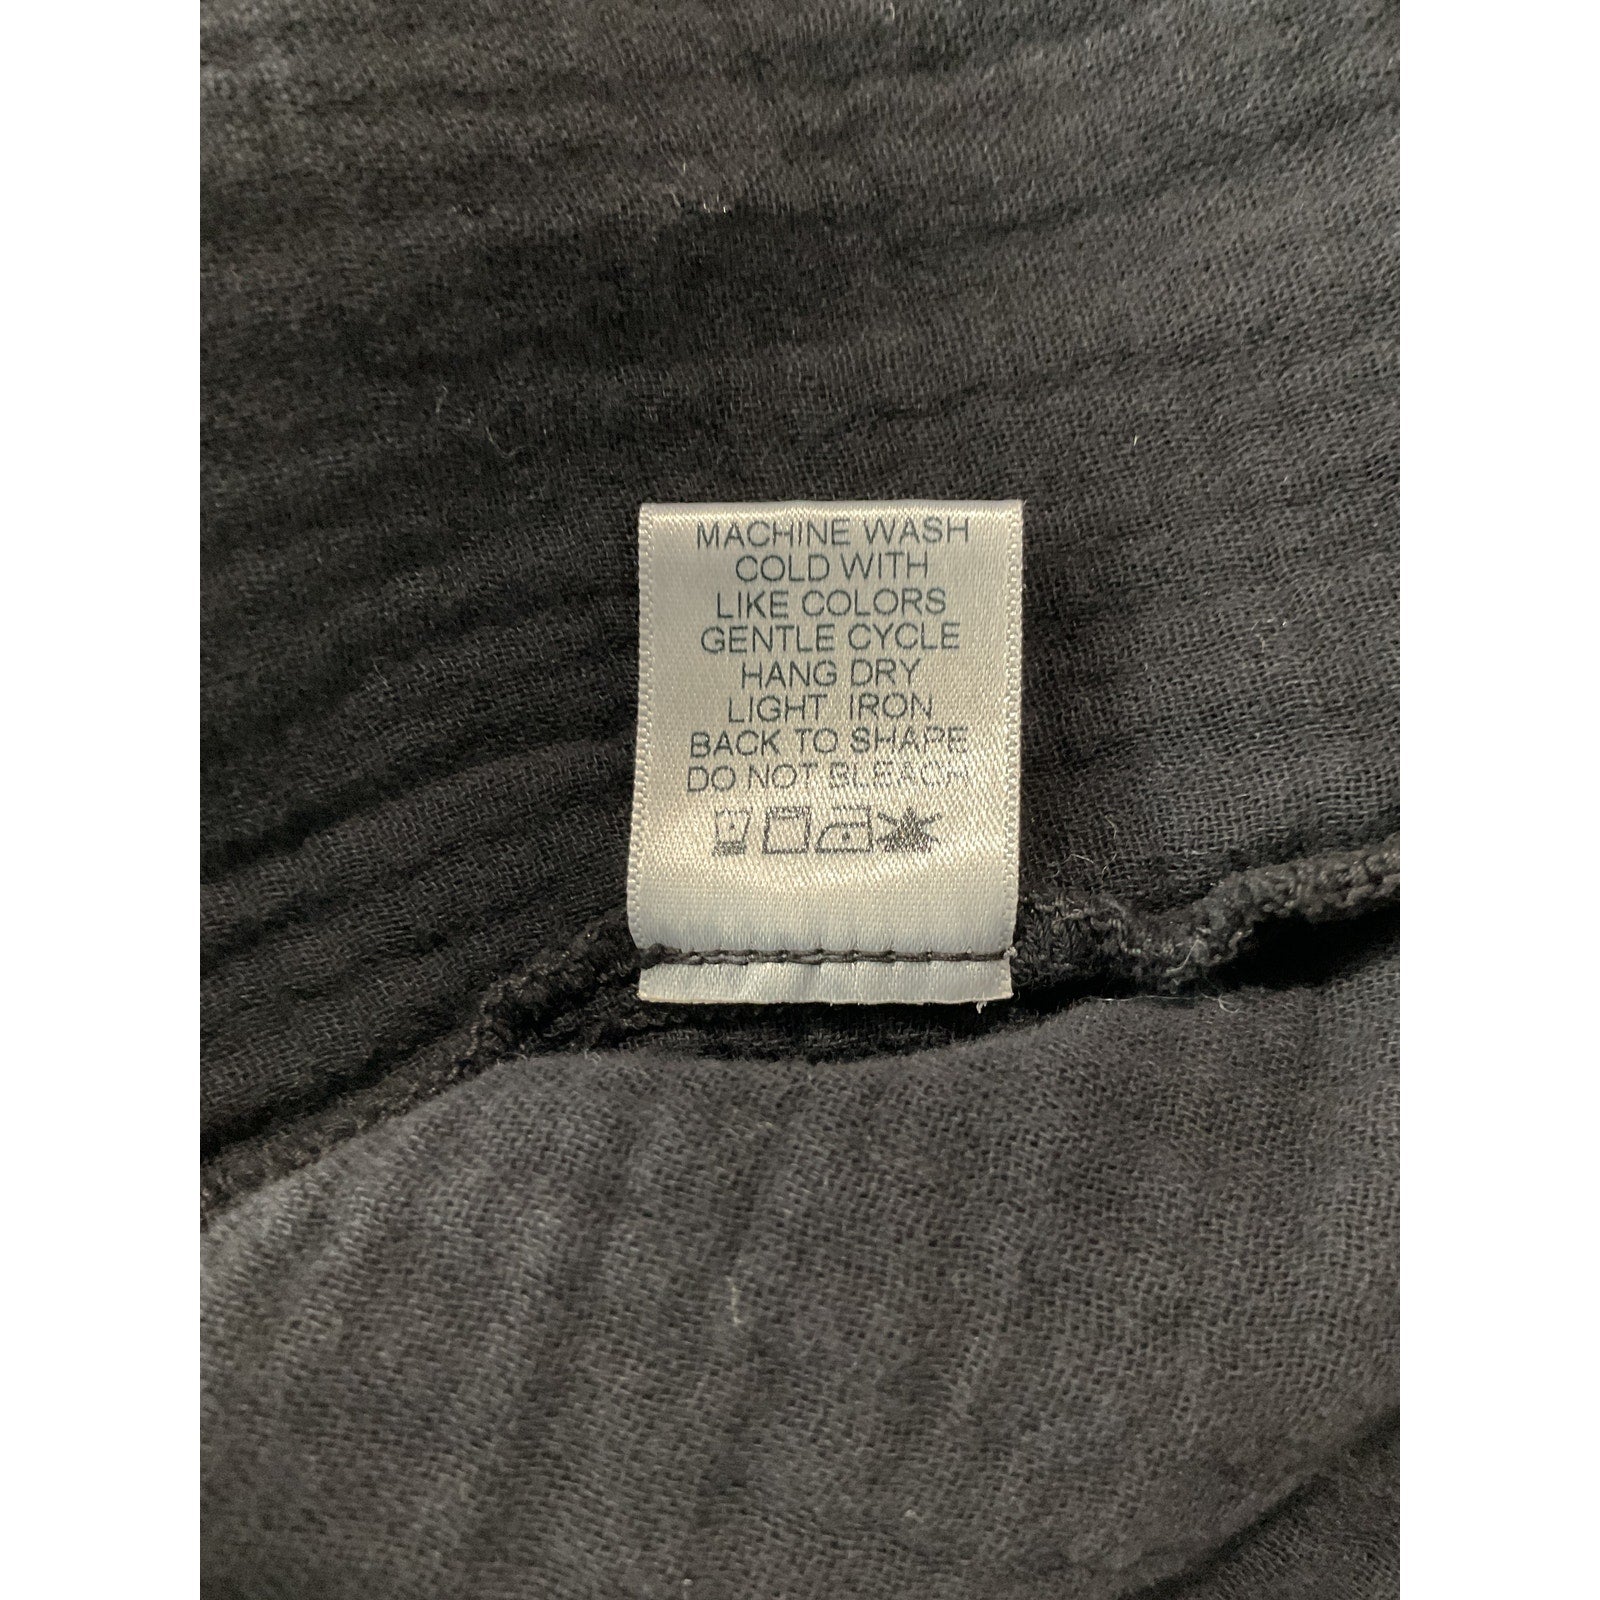 MACHINE WASH
COLD WITH
LIKE COLORS
GENTLE CYCLE
HANG DRY
LIGHT IRON
BACK TO SHAPE
DO NOT BLEACH